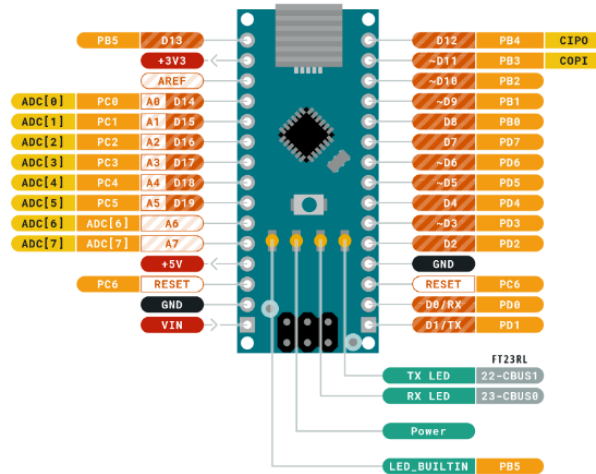 PB5 D13 D12 PB4 CIPO
+3V3 ~D11 PB3 COPI
AREF ~D10 PB2
ADC[0] PC0 A0 D14 ~D9 PB1
ADC[1] PC1 A1 D15 D8 PB0
ADC[2] PC2 A2 D16 D7 PD7
ADC[3] PC3 A3 D17 ~D6 PD6
ADC[4] PC4 A4 D18 ~D5 PD5
ADC[5] PC5 A5 D19 D4 PD4
ADC[6] ADC[6] A6 ~D3 PD3
ADC[7] ADC[7] A7 D2 PD2
+5V GND
PC6 RESET RESET PC6
GND D0/RX PD0
VIN D1/TX PD1
FT23RL
TX LED 22-CBUS1
RX LED 23-CBUS0
Power
LED_BUILTIN PB5